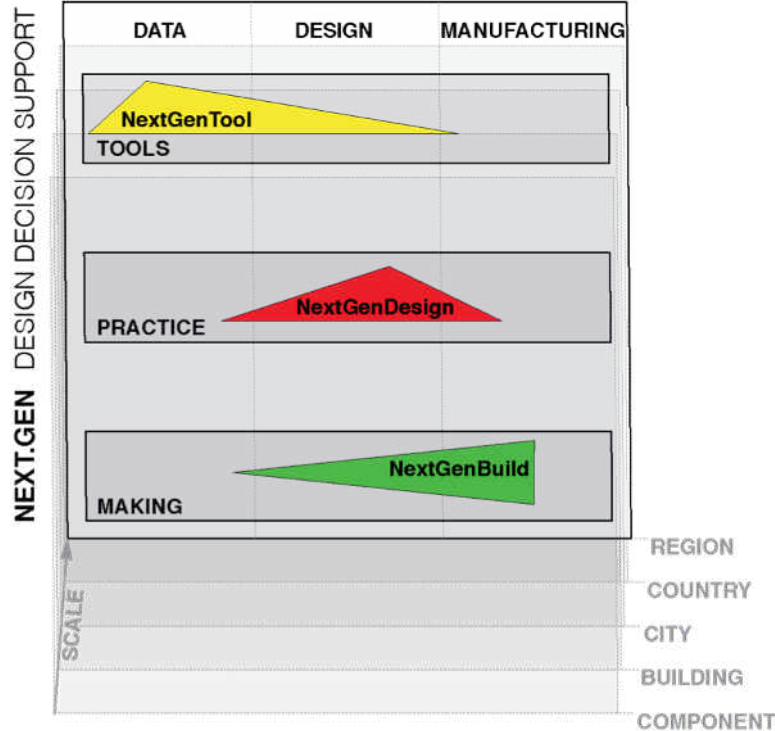 NEXT.GEN DESIGN DECISION SUPPORT
DATA DESIGN MANUFACTURING
NextGenTool
TOOLS
NextGenDesign
PRACTICE
NextGenBuild
MAKING
SCALE
REGION
COUNTRY
CITY
BUILDING
COMPONENT